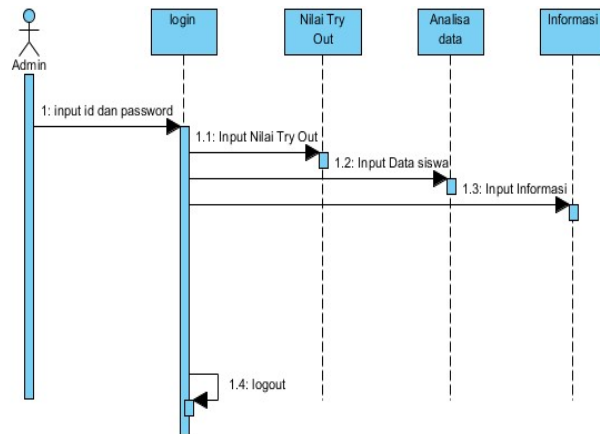 login
Nilai Try
Out
Analisa
data
Informasi
Admin
1: input id dan password
1.1: Input Nilai Try Out
1.2: Input Data siswa
1.3: Input Informasi
1.4: logout